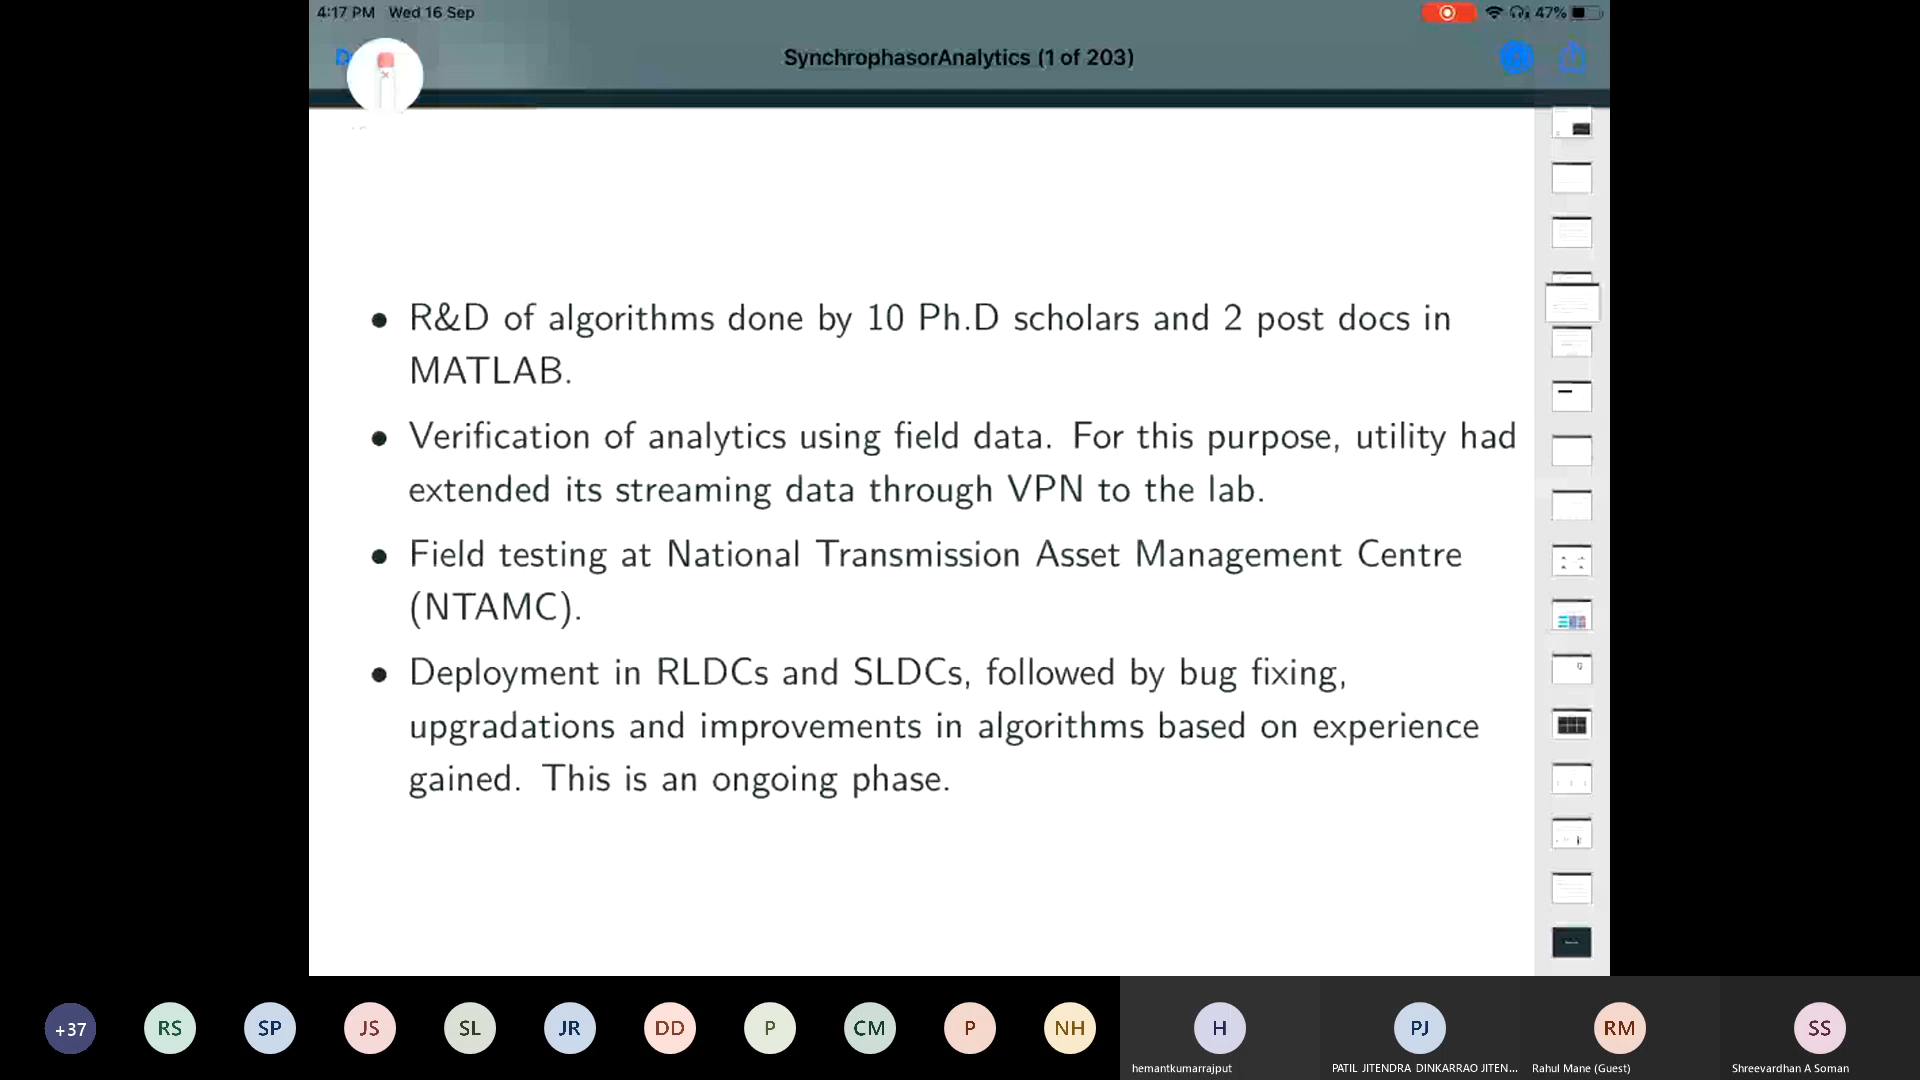 4:17 PM Wed 16 Sep
47%
SynchrophasorAnalytics (1 of 203)
• R&D of algorithms done by 10 Ph.D scholars and 2 post docs in
MATLAB.
• Verification of analytics using field data. For this purpose, utility had
extended its streaming data through VPN to the lab.
• Field testing at National Transmission Asset Management Centre
(NTAMC).
• Deployment in RLDCs and SLDCs, followed by bug fixing,
upgradations and improvements in algorithms based on experience
gained. This is an ongoing phase.
+37 RS SP JS SL JR DD P CM P NH H PJ RM SS
hemantkumarrajput PATIL JITENDRA DINKARRAO JITEN... Rahul Mane (Guest) Shreevardhan A Soman